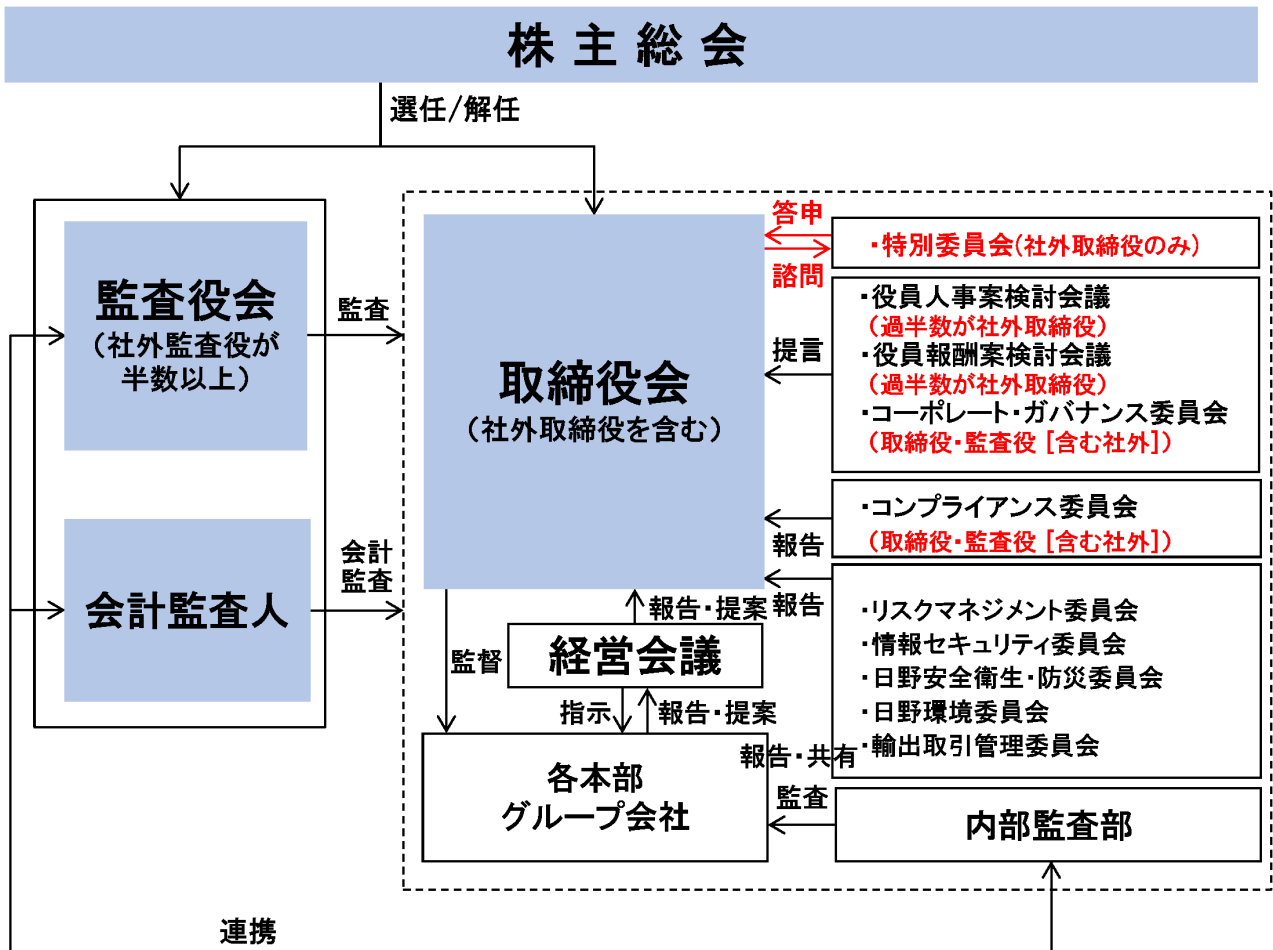 株主総会
選任/解任
監査役会
(社外監査役が
半数以上)
監査
会計監査人
会計
監査
取締役会
(社外取締役を含む)
答申
諮問
・特別委員会(社外取締役のみ)
提言
・役員人事案検討会議
(過半数が社外取締役)
・役員報酬案検討会議
(過半数が社外取締役)
・コーポレート・ガバナンス委員会
(取締役・監査役 [含む社外])
報告
・コンプライアンス委員会
(取締役・監査役 [含む社外])
報告
・リスクマネジメント委員会
・情報セキュリティ委員会
・日野安全衛生・防災委員会
・日野環境委員会
・輸出取引管理委員会
報告・提案
監督
経営会議
指示
報告・提案
報告・共有
各本部
グループ会社
監査
内部監査部
連携